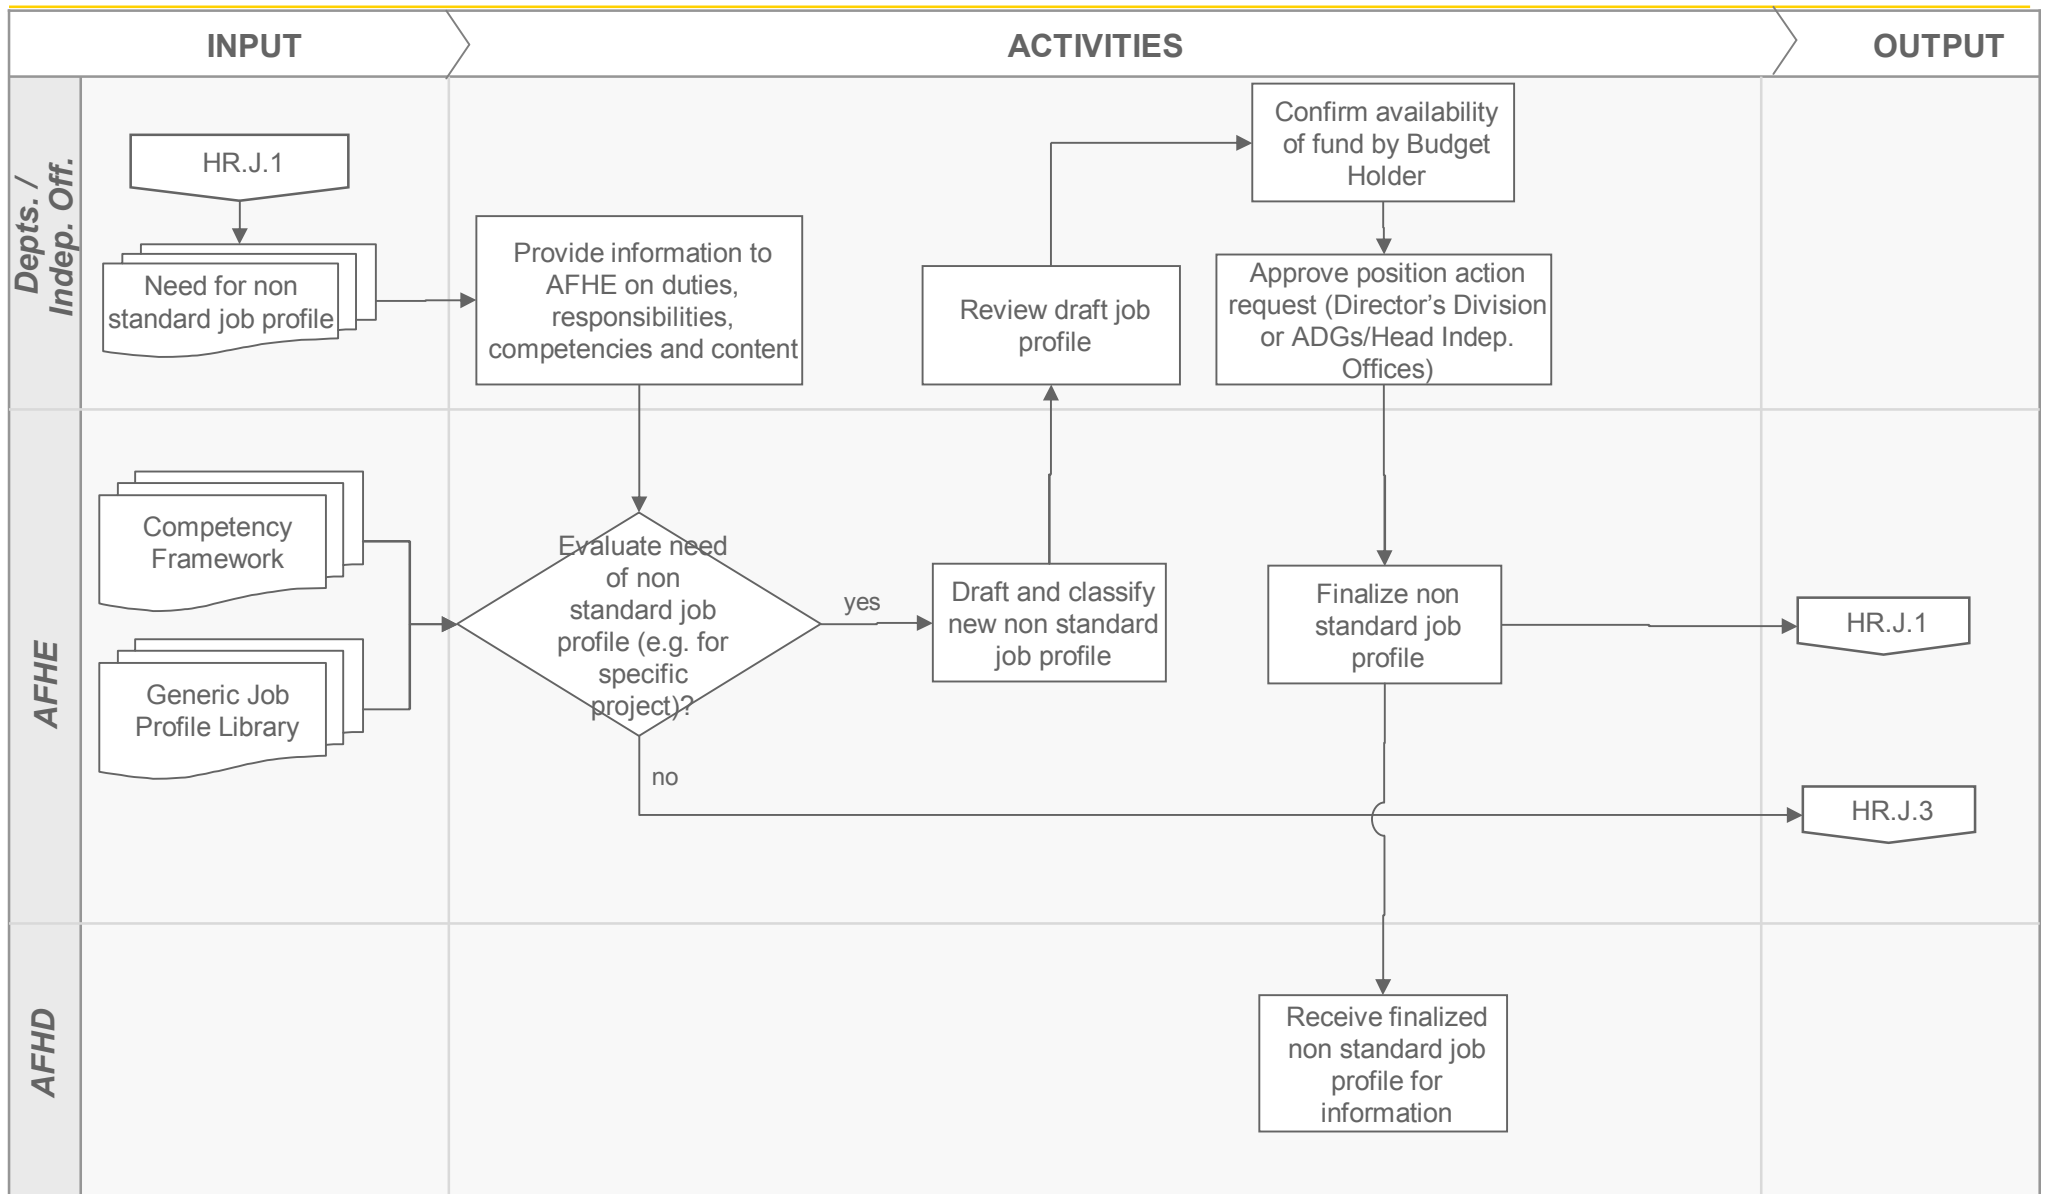 INPUT
ACTIVITIES
OUTPUT
Depts. /
Indep. Off.
HR.J.1
Need for non
standard job profile
Provide information to
AFHE on duties,
responsibilities,
competencies and content
Review draft job
profile
Confirm availability
of fund by Budget
Holder
Approve position action
request (Director's Division
or ADGs/Head Indep.
Offices)
AFHE
Competency
Framework
Generic Job
Profile Library
Evaluate need
of non
standard job
profile (e.g. for
specific
project)?
yes
no
Draft and classify
new non standard
job profile
Finalize non
standard job
profile
HR.J.1
HR.J.3
AFHD
Receive finalized
non standard job
profile for
information